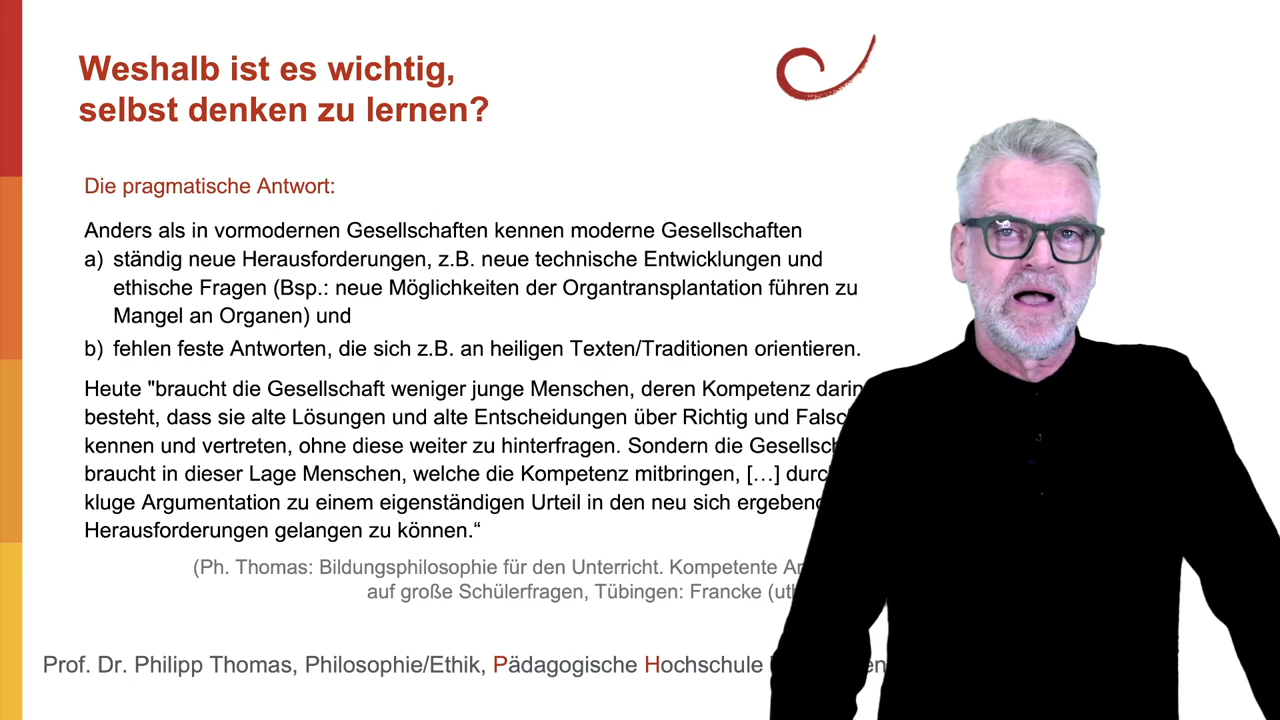 Weshalb ist es wichtig,
selbst denken zu lernen?
Die pragmatische Antwort:
Anders als in vormodernen Gesellschaften kennen moderne Gesellschaften
a) ständig neue Herausforderungen, z.B. neue technische Entwicklungen und
ethische Fragen (Bsp.: neue Möglichkeiten der Organtransplantation führen zu
Mangel an Organen) und
b) fehlen feste Antworten, die sich z.B. an heiligen Texten/Traditionen orientieren.
Heute "braucht die Gesellschaft weniger junge Menschen, deren Kompetenz darin
besteht, dass sie alte Lösungen und alte Entscheidungen über Richtig und Falsch
kennen und vertreten, ohne diese weiter zu hinterfragen. Sondern die
braucht in dieser Lage Menschen, welche die Kompetenz mitbringen, […]
kluge Argumentation zu einem eigenständigen Urteil in den neu sich
Herausforderungen gelangen zu können.“
(Ph. Thomas: Bildungsphilosophie für den Unterricht. Kompetente
auf große Schülerfragen, Tübingen: Francke
Prof. Dr. Philipp Thomas, Philosophie/Ethik, Pädagogische Hochschule